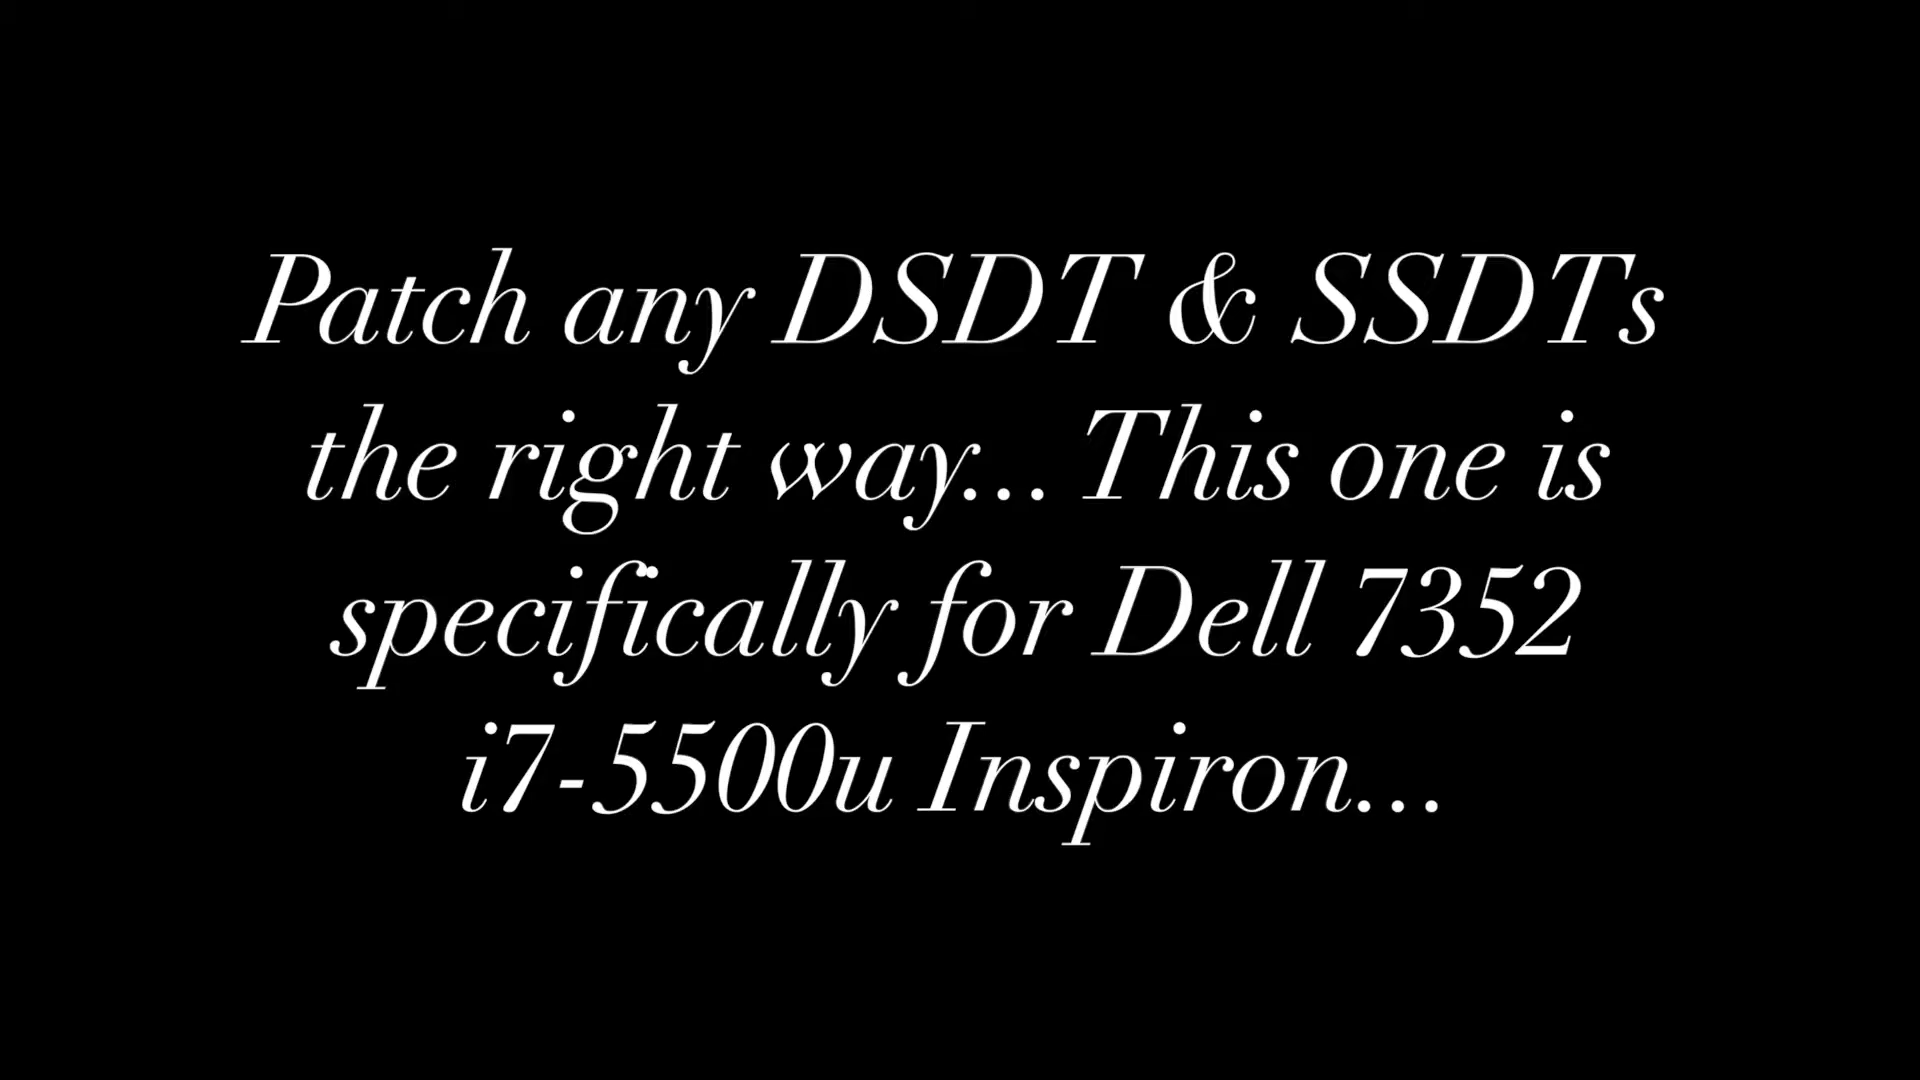 Patch any DSDT & SSDTs
the right way... This one is
specifically for Dell 7352
i7-5500u Inspiron...